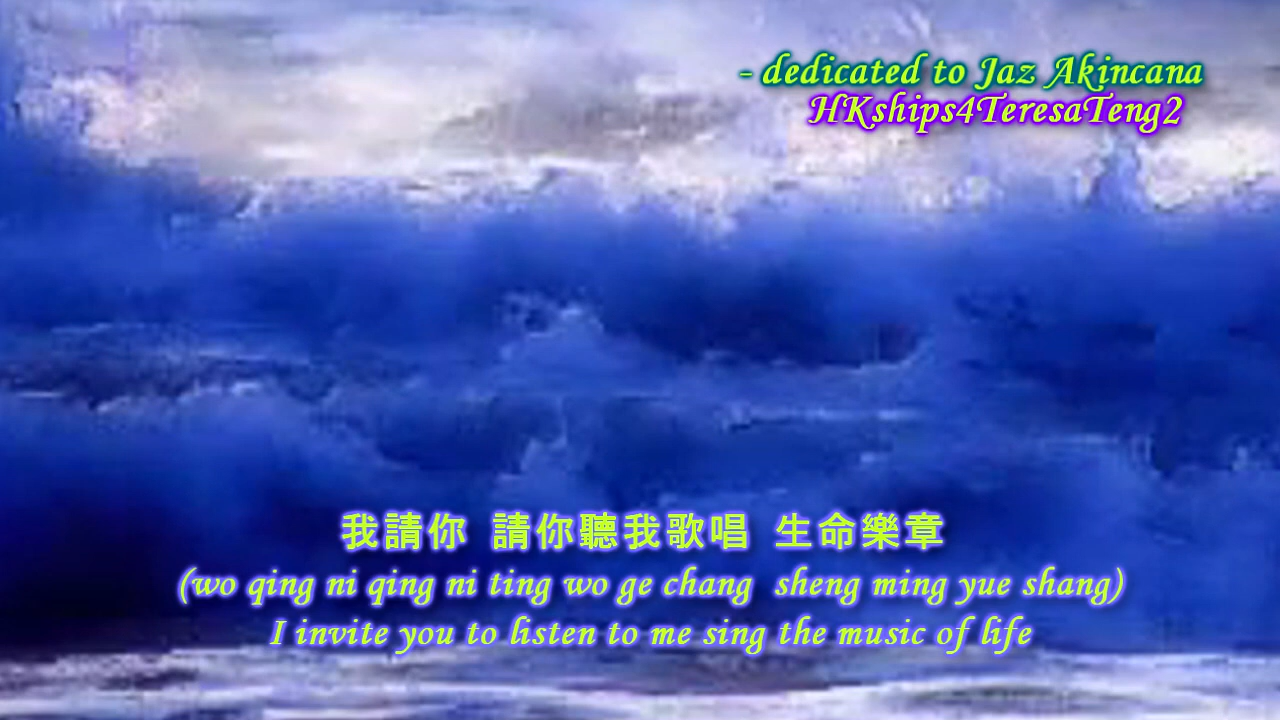 - dedicated to Jaz Akincana
HKships4TeresaTeng2
我請你 請你聽我歌唱 生命樂章
(wo qing ni qing ni ting wo ge chang sheng ming yue shang)
I invite you to listen to me sing the music of life